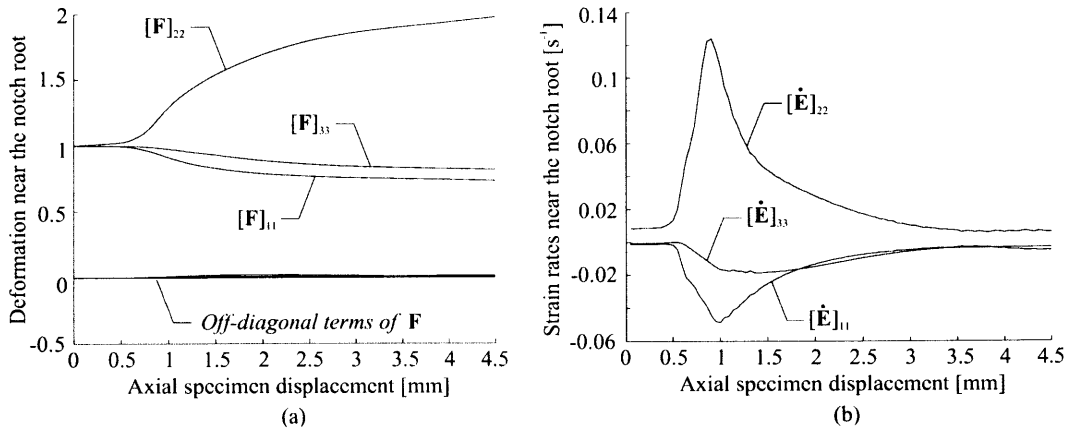 Deformation near the notch root
2
1.5
1
0.5
0
-0.5
[F]22
[F]33
[F]11
Off-diagonal terms of F
0 0.5 1 1.5 2 2.5 3 3.5 4 4.5
Axial specimen displacement [mm]
(a)
Strain rates near the notch root [s-1]
0.14
0.1
0.06
0.02
-0.02
-0.06
[Ė]22
[Ė]33
[Ė]11
0 0.5 1 1.5 2 2.5 3 3.5 4 4.5
Axial specimen displacement [mm]
(b)